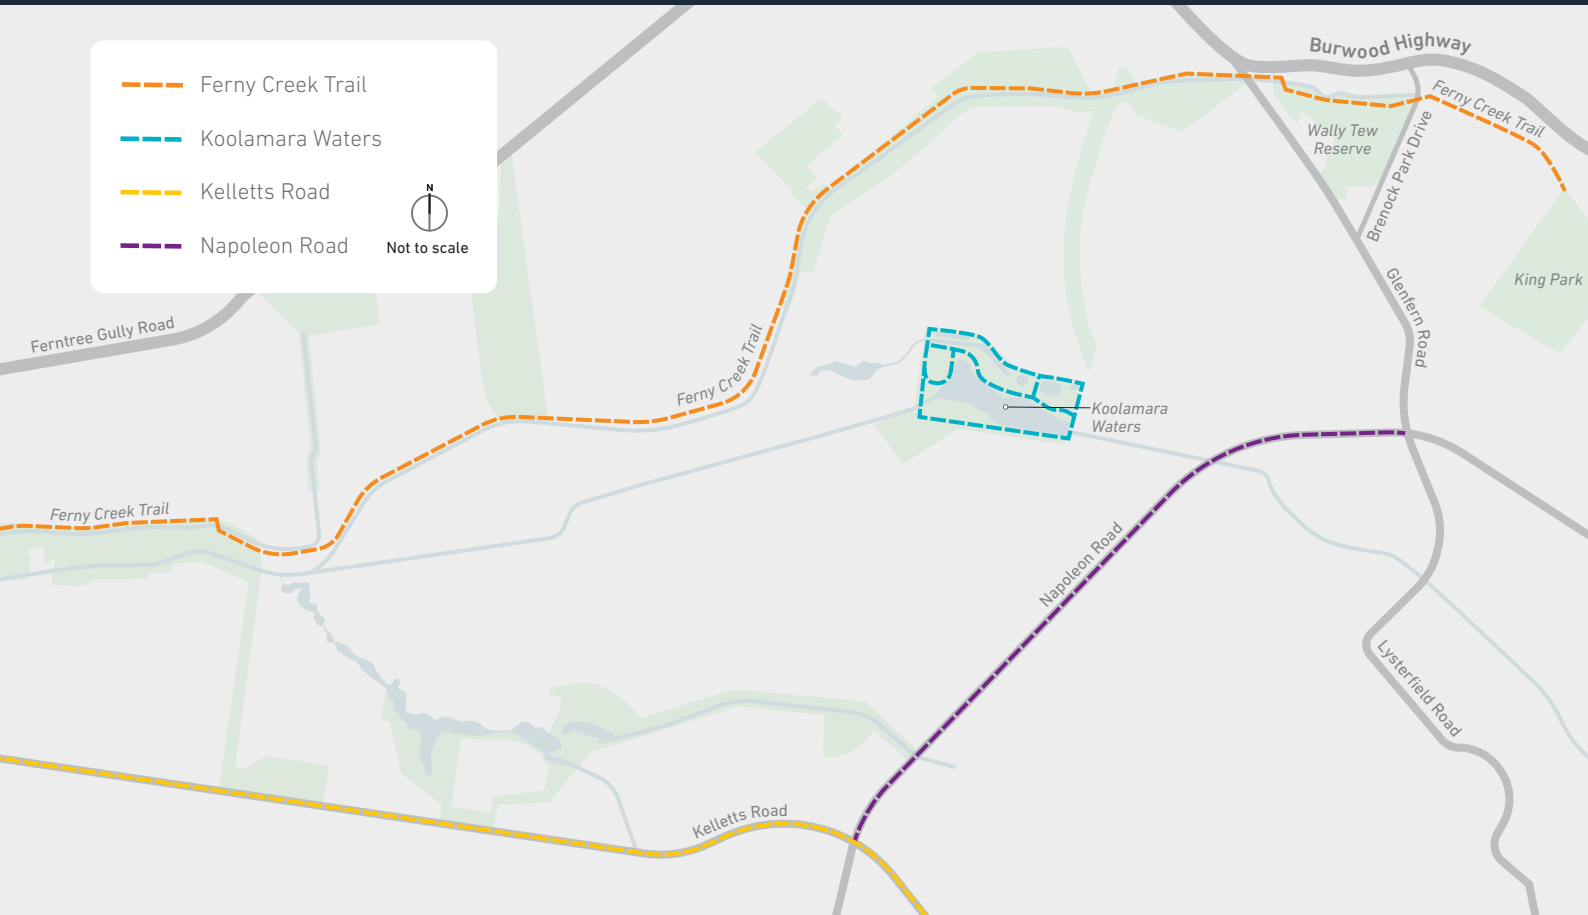 Ferny Creek Trail
Koolamara Waters
Kelletts Road
Napoleon Road
N
Not to scale
Burwood Highway
Ferny Creek Trail
Wally Tew
Reserve
Brenock Park Drive
King Park
Glenfern Road
Ferntree Gully Road
Ferny Creek Trail
Koolamara
Waters
Ferny Creek Trail
Napoleon Road
Lysterfield Road
Kelletts Road